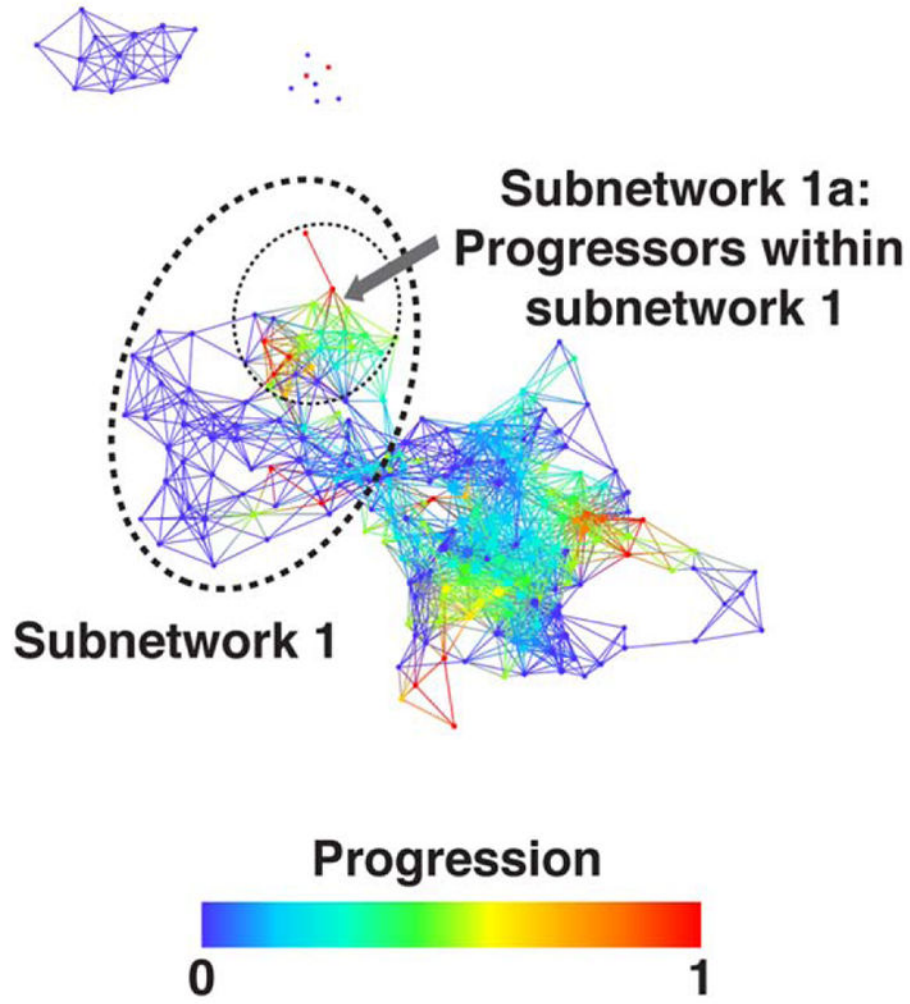 Subnetwork 1a:
Progressors within
subnetwork 1
Subnetwork 1
Progression
0
1